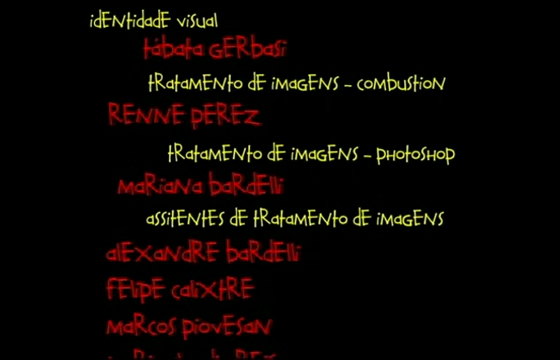 identidade visual
tábata gerbasi
tratamento de imagens - combustion
renne perez
tratamento de imagens - photoshop
mariana bardelli
assitentes de tratamento de imagens
alexandre bardelli
felipe calixtre
marcos piovesan